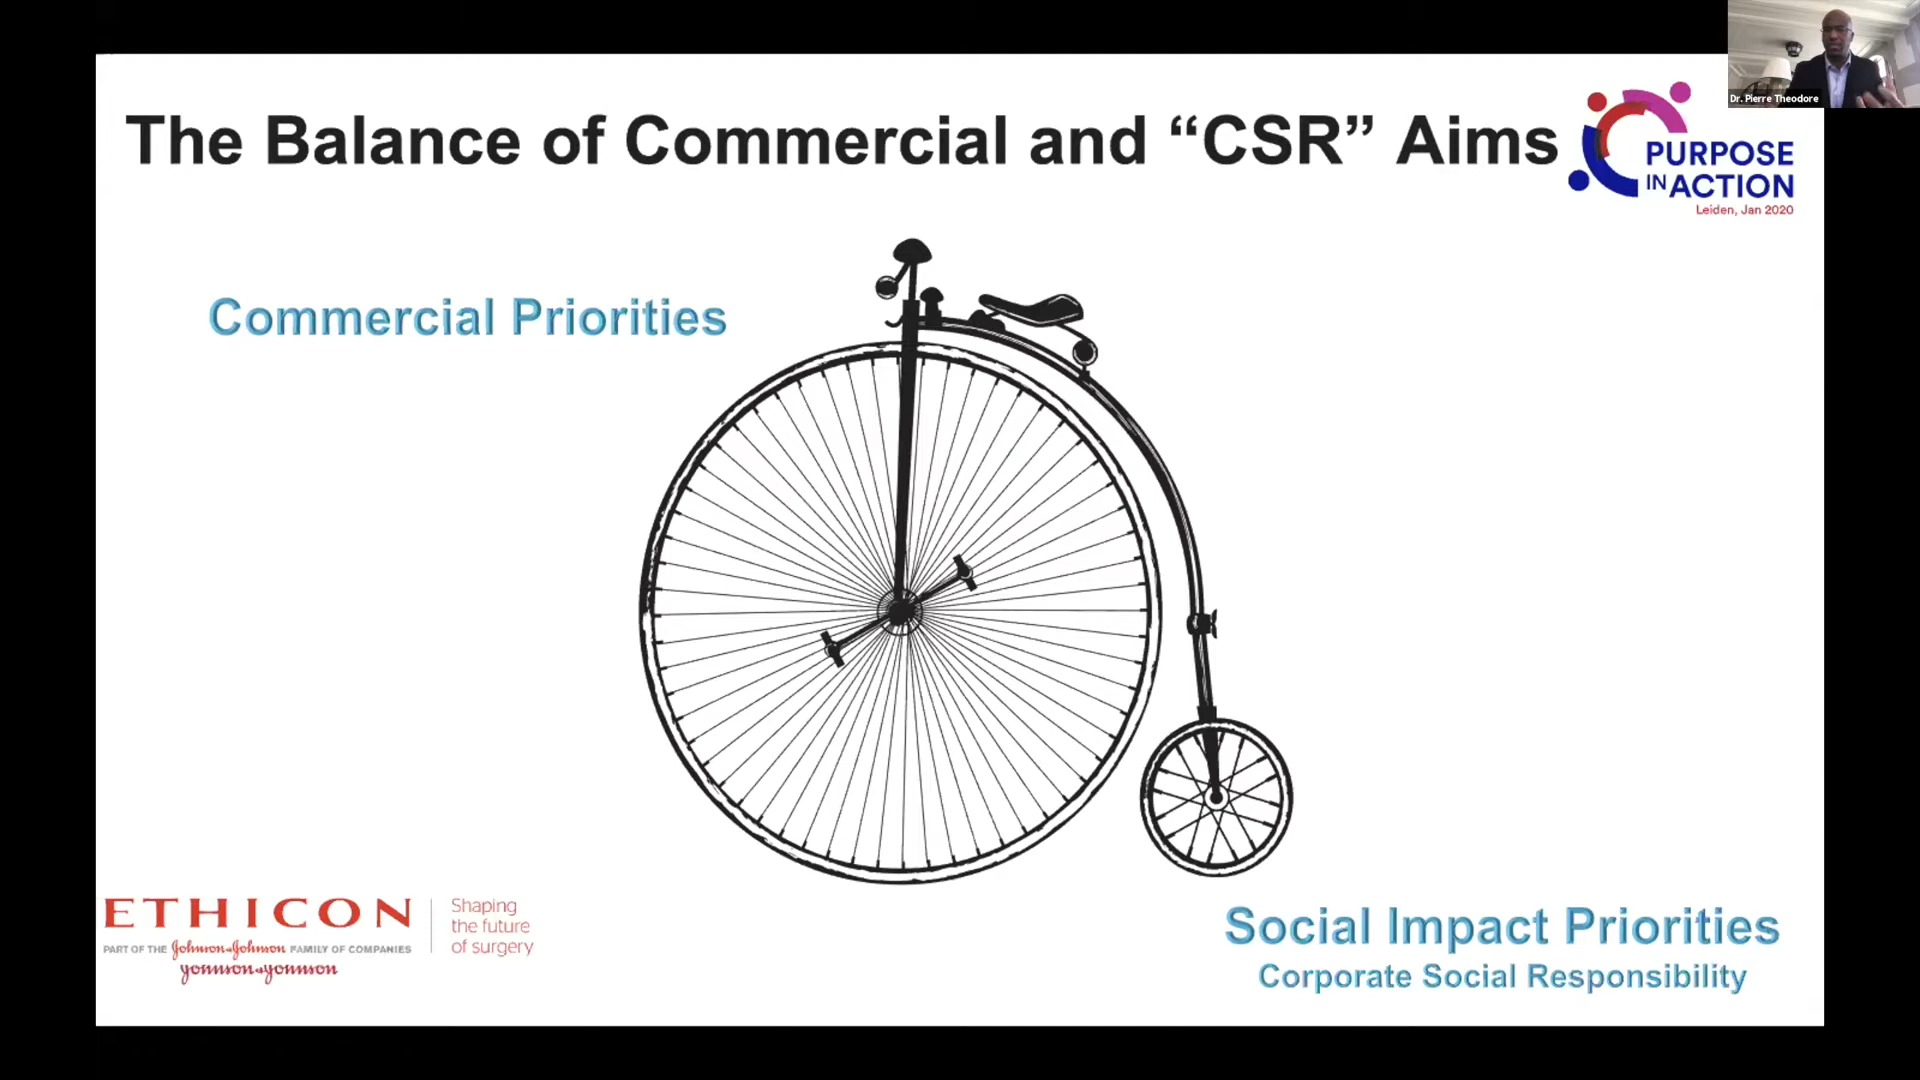 Dr. Pierre Theodore
The Balance of Commercial and “CSR” Aims
PURPOSE
IN ACTION
Leiden, Jan 2020
Commercial Priorities
ETHICON
PART OF THE Johnson & Johnson FAMILY OF COMPANIES
Johnson & Johnson
Shaping
the future
of surgery
Social Impact Priorities
Corporate Social Responsibility